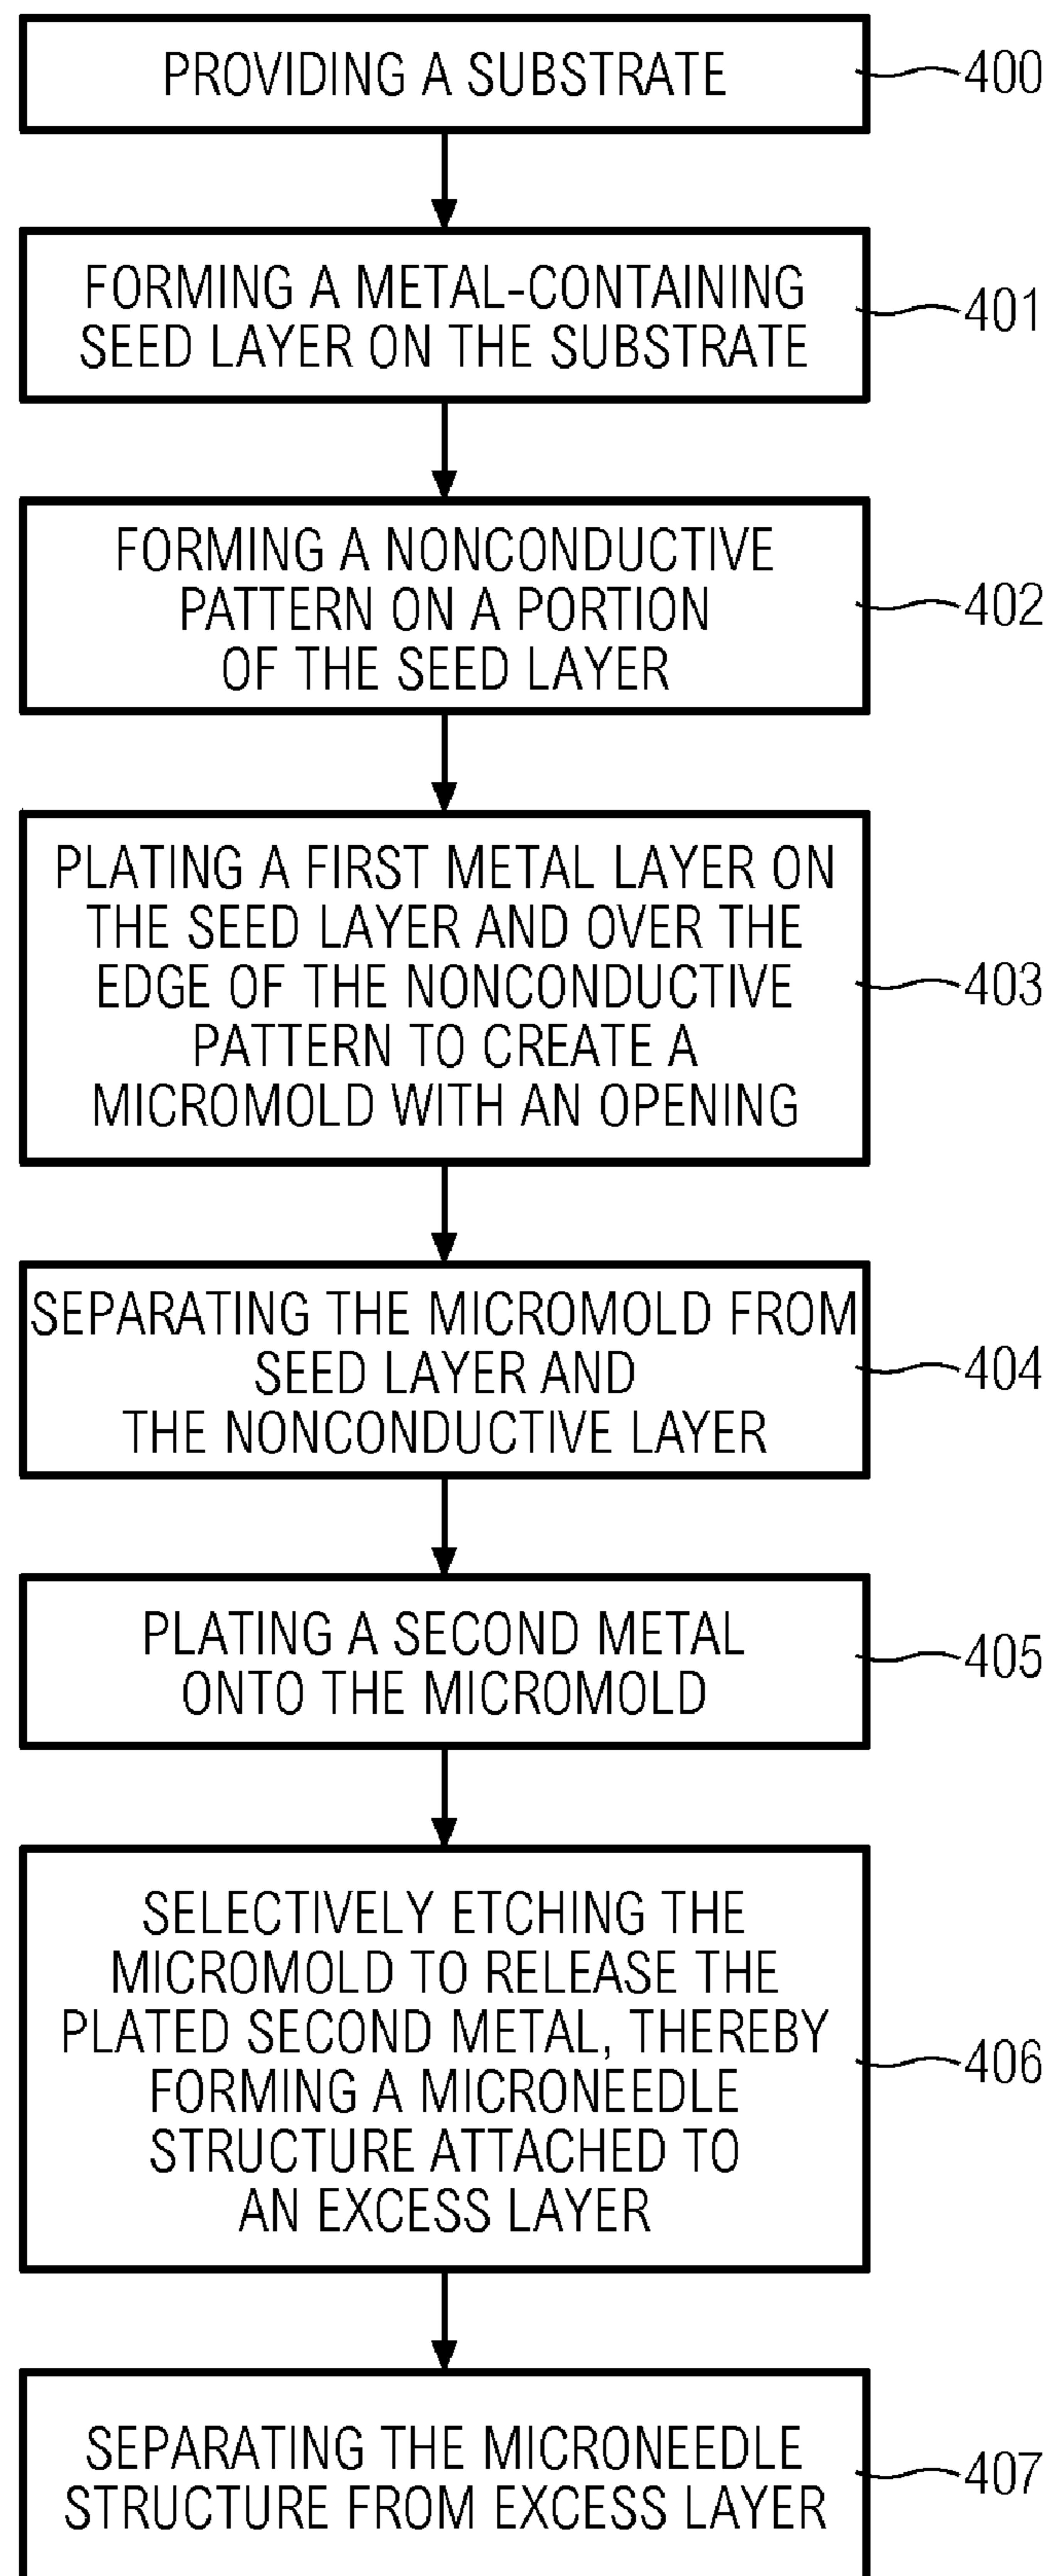 PROVIDING A SUBSTRATE
400
FORMING A METAL-CONTAINING
SEED LAYER ON THE SUBSTRATE
401
FORMING A NONCONDUCTIVE
PATTERN ON A PORTION
OF THE SEED LAYER
402
PLATING A FIRST METAL LAYER ON
THE SEED LAYER AND OVER THE
EDGE OF THE NONCONDUCTIVE
PATTERN TO CREATE A
MICROMOLD WITH AN OPENING
403
SEPARATING THE MICROMOLD FROM
SEED LAYER AND
THE NONCONDUCTIVE LAYER
404
PLATING A SECOND METAL
ONTO THE MICROMOLD
405
SELECTIVELY ETCHING THE
MICROMOLD TO RELEASE THE
PLATED SECOND METAL, THEREBY
FORMING A MICRONEEDLE
STRUCTURE ATTACHED TO
AN EXCESS LAYER
406
SEPARATING THE MICRONEEDLE
STRUCTURE FROM EXCESS LAYER
407